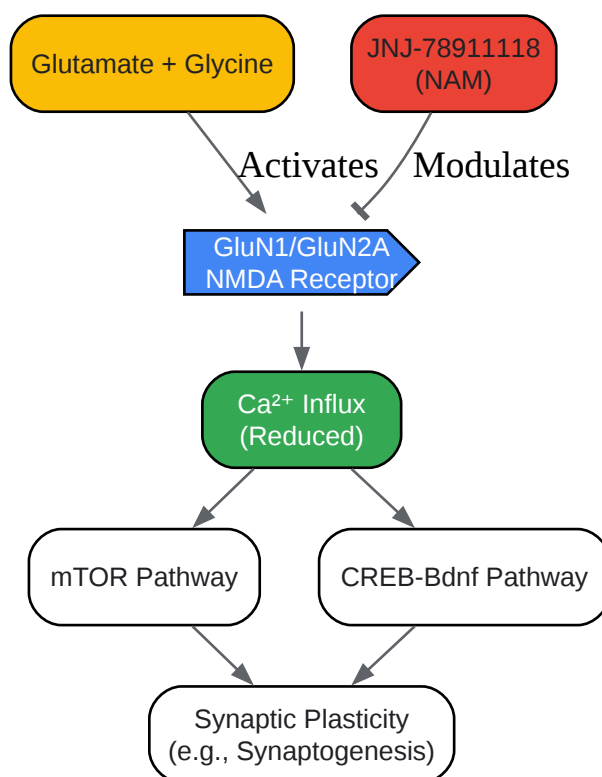 Glutamate + Glycine
JNJ-78911118
(NAM)
Activates
Modulates
GluN1/GluN2A
NMDA Receptor
Ca²⁺ Influx
(Reduced)
mTOR Pathway
CREB-Bdnf Pathway
Synaptic Plasticity
(e.g., Synaptogenesis)